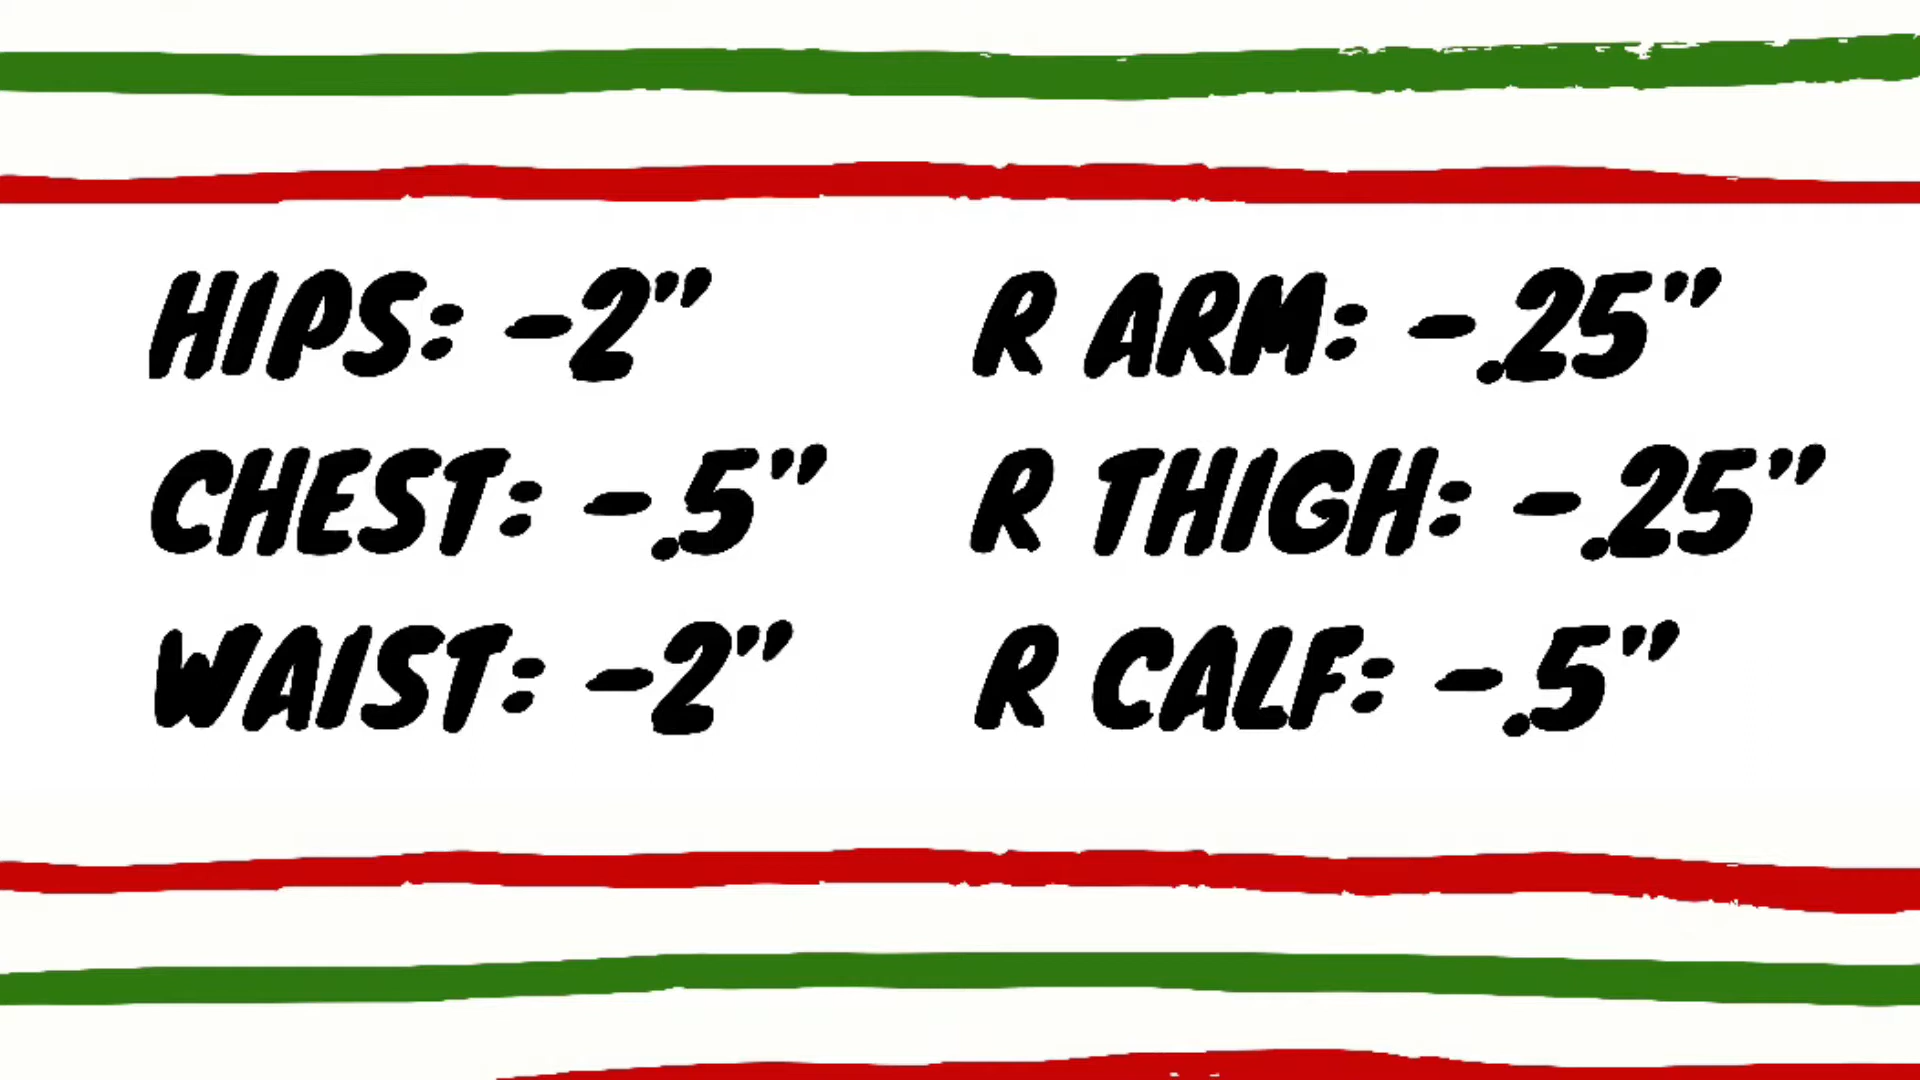 HIPS: -2”
CHEST: -.5”
WAIST: -2”
R ARM: -.25”
R THIGH: -.25”
R CALF: -.5”